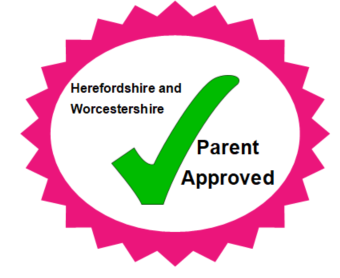 Herefordshire and
Worcestershire
Parent
Approved